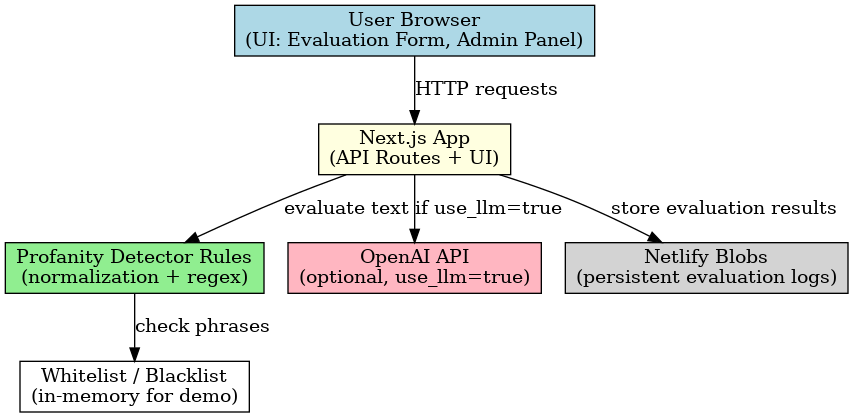 User Browser
(UI: Evaluation Form, Admin Panel)
HTTP requests
Next.js App
(API Routes + UI)
evaluate text
if use_llm=true
store evaluation results
Profanity Detector Rules
(normalization + regex)
OpenAI API
(optional, use_llm=true)
Netlify Blobs
(persistent evaluation logs)
check phrases
Whitelist / Blacklist
(in-memory for demo)